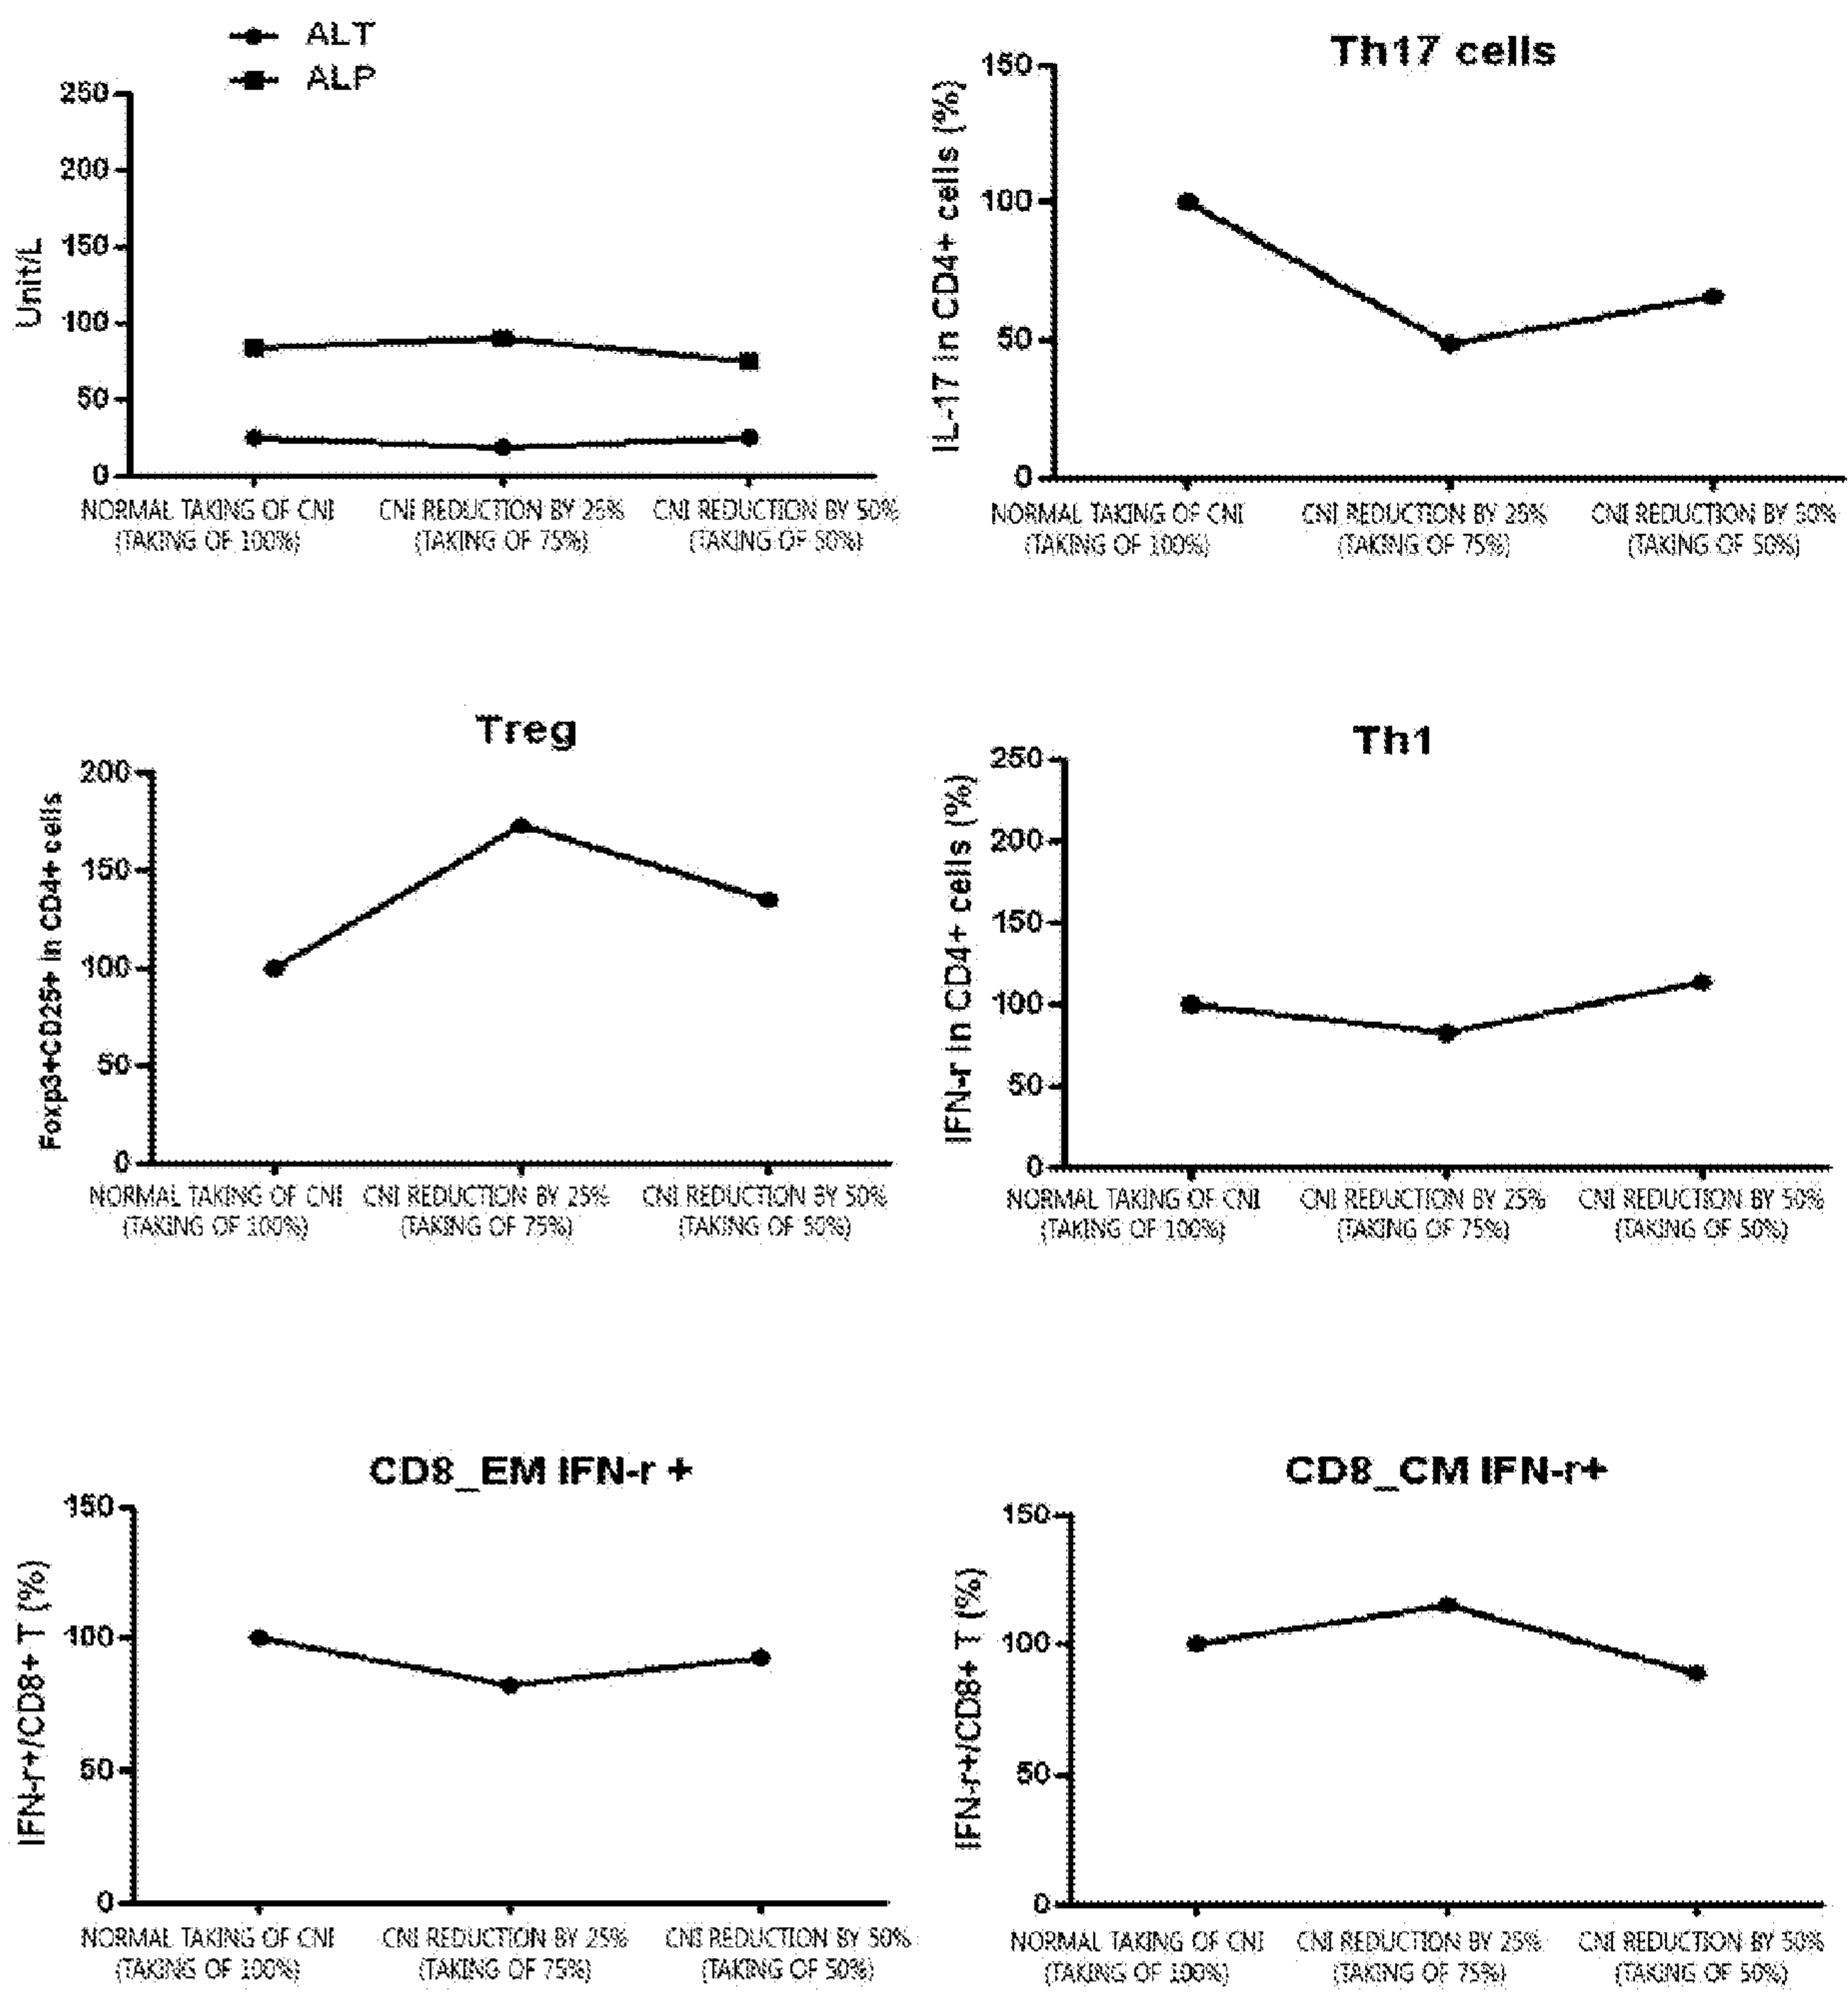 ALT
ALP
250
200
150
100
50
0
Unit/L
NORMAL TAKING OF CNI
(TAKING OF 100%)
CNI REDUCTION BY 25%
(TAKING OF 75%)
CNI REDUCTION BY 50%
(TAKING OF 50%)
Th17 cells
150
100
50
0
IL-17 in CD4+ cells (%)
NORMAL TAKING OF CNI
(TAKING OF 100%)
CNI REDUCTION BY 25%
(TAKING OF 75%)
CNI REDUCTION BY 50%
(TAKING OF 50%)
Treg
200
150
100
50
0
Foxp3+CD25+ in CD4+ cells
NORMAL TAKING OF CNI
(TAKING OF 100%)
CNI REDUCTION BY 25%
(TAKING OF 75%)
CNI REDUCTION BY 50%
(TAKING OF 50%)
Th1
250
200
150
100
50
0
IFN-r in CD4+ cells (%)
NORMAL TAKING OF CNI
(TAKING OF 100%)
CNI REDUCTION BY 25%
(TAKING OF 75%)
CNI REDUCTION BY 50%
(TAKING OF 50%)
CD8_EM IFN-r +
150
100
50
0
IFN-r+/CD8+ T (%)
NORMAL TAKING OF CNI
(TAKING OF 100%)
CNI REDUCTION BY 25%
(TAKING OF 75%)
CNI REDUCTION BY 50%
(TAKING OF 50%)
CD8_CM IFN-r+
150
100
50
0
IFN-r+/CD8+ T (%)
NORMAL TAKING OF CNI
(TAKING OF 100%)
CNI REDUCTION BY 25%
(TAKING OF 75%)
CNI REDUCTION BY 50%
(TAKING OF 50%)